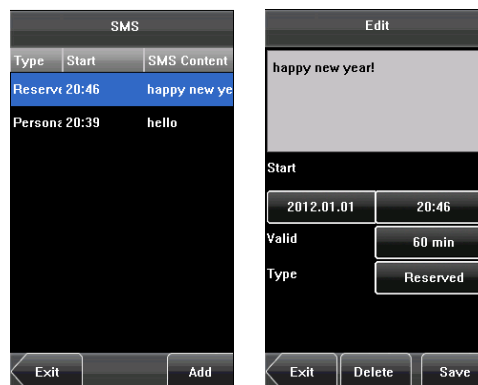 SMS
Type Start SMS Content
Reserve 20:46 happy new ye
Persona 20:39 hello
Exit Add
Edit
happy new year!
Start
2012.01.01 20:46
Valid 60 min
Type Reserved
Exit Delete Save